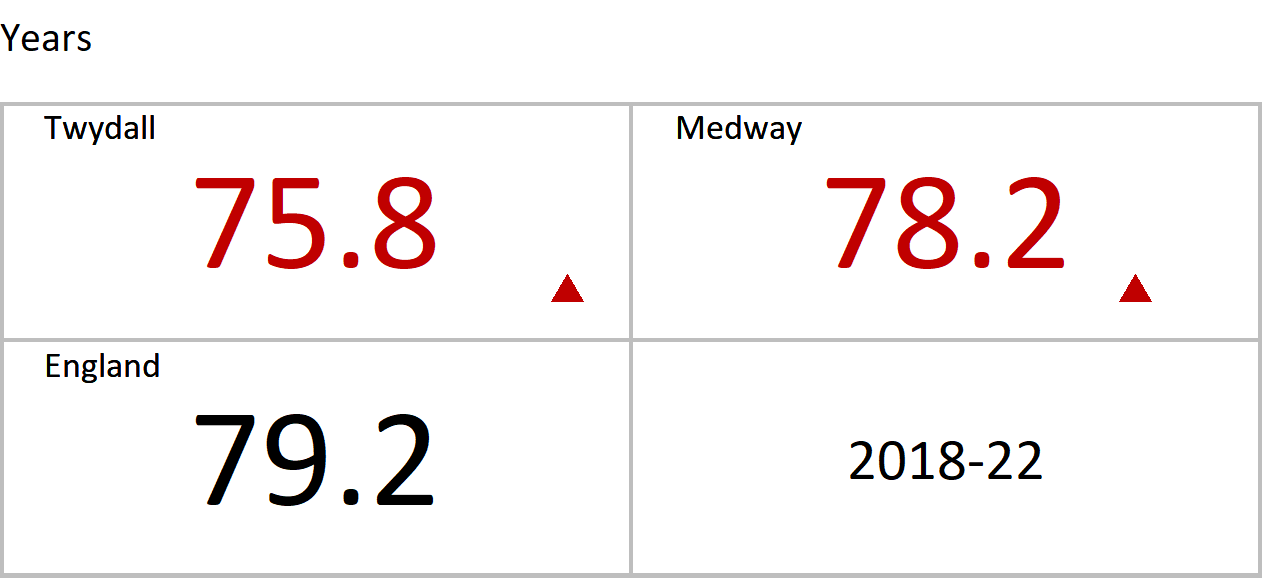 Years
Twydall
75.8
Medway
78.2
England
79.2
2018-22